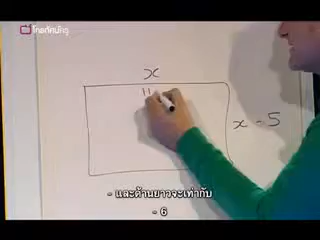 โทรทัศน์ครู
x
x - 5
- และด้านยาวจะเท่ากับ
- 6